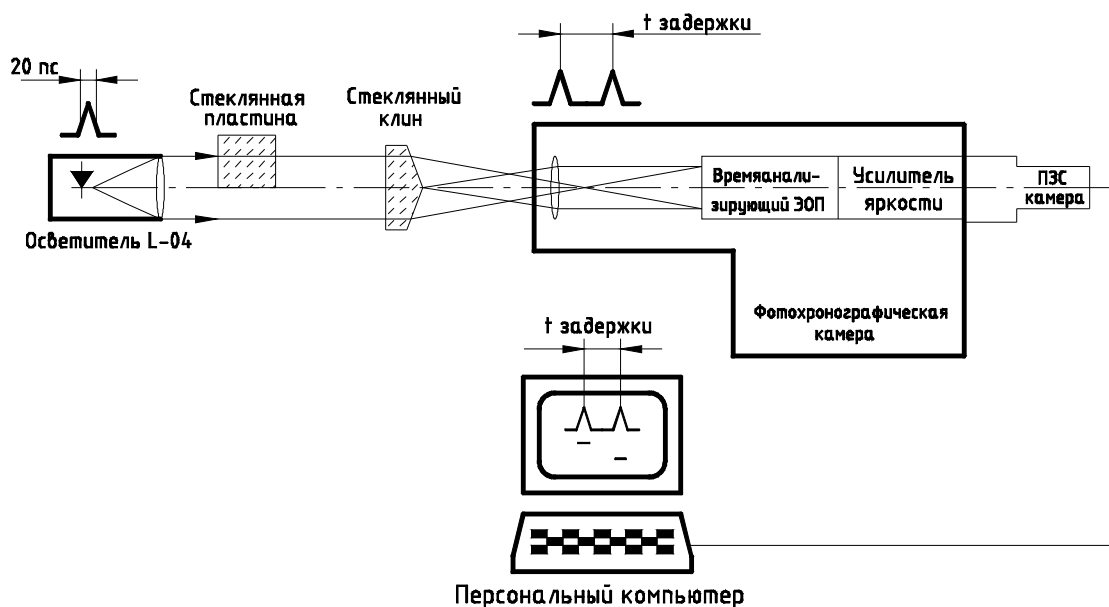 t задержки
20 пс
Стеклянная
пластина
Стеклянный
клин
Времяанали-
зирующий ЭОП
Усилитель
яркости
ПЗС
камера
Осветитель L-04
Фотохронографическая
камера
t задержки
Персональный компьютер